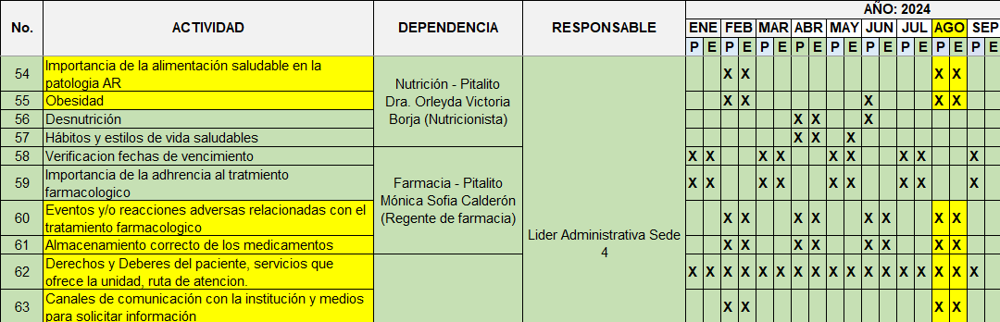 AÑO: 2024
No. ACTIVIDAD DEPENDENCIA RESPONSABLE ENE FEB MAR ABR MAY JUN JUL AGO SEP
P E P E P E P E P E P E P E P E P E
54 Importancia de la alimentación saludable en la
patologia AR X X X X
55 Obesidad X X X X X
56 Desnutrición X X X
57 Hábitos y estilos de vida saludables X X X
Nutrición - Pitalito
Dra. Orleyda Victoria
Borja (Nutricionista)
58 Verificacion fechas de vencimiento X X X X X X X X X
59 Importancia de la adhrencia al tratmiento
farmacologico X X X X X X X X X
60 Eventos y/o reacciones adversas relacionadas con el
tratamiento farmacologico X X X X X X X X
61 Almacenamiento correcto de los medicamentos X X X X X X X X
Farmacia - Pitalito
Mónica Sofia Calderón
(Regente de farmacia)
Lider Administrativa Sede
4
62 Derechos y Deberes del paciente, servicios que
ofrece la unidad, ruta de atencion. X X X X X X X X X X X X X X X X X
63 Canales de comunicación con la institución y medios
para solicitar información X X X X